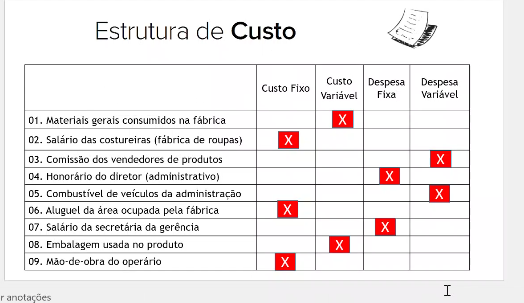 Estrutura de Custo
Custo Fixo
Custo
Variável
Despesa
Fixa
Despesa
Variável
01. Materiais gerais consumidos na fábrica
X
02. Salário das costureiras (fábrica de roupas)
X
03. Comissão dos vendedores de produtos
X
04. Honorário do diretor (administrativo)
X
05. Combustível de veículos da administração
X
06. Aluguel da área ocupada pela fábrica
X
07. Salário da secretária da gerência
X
08. Embalagem usada no produto
X
09. Mão-de-obra do operário
X
r anotações